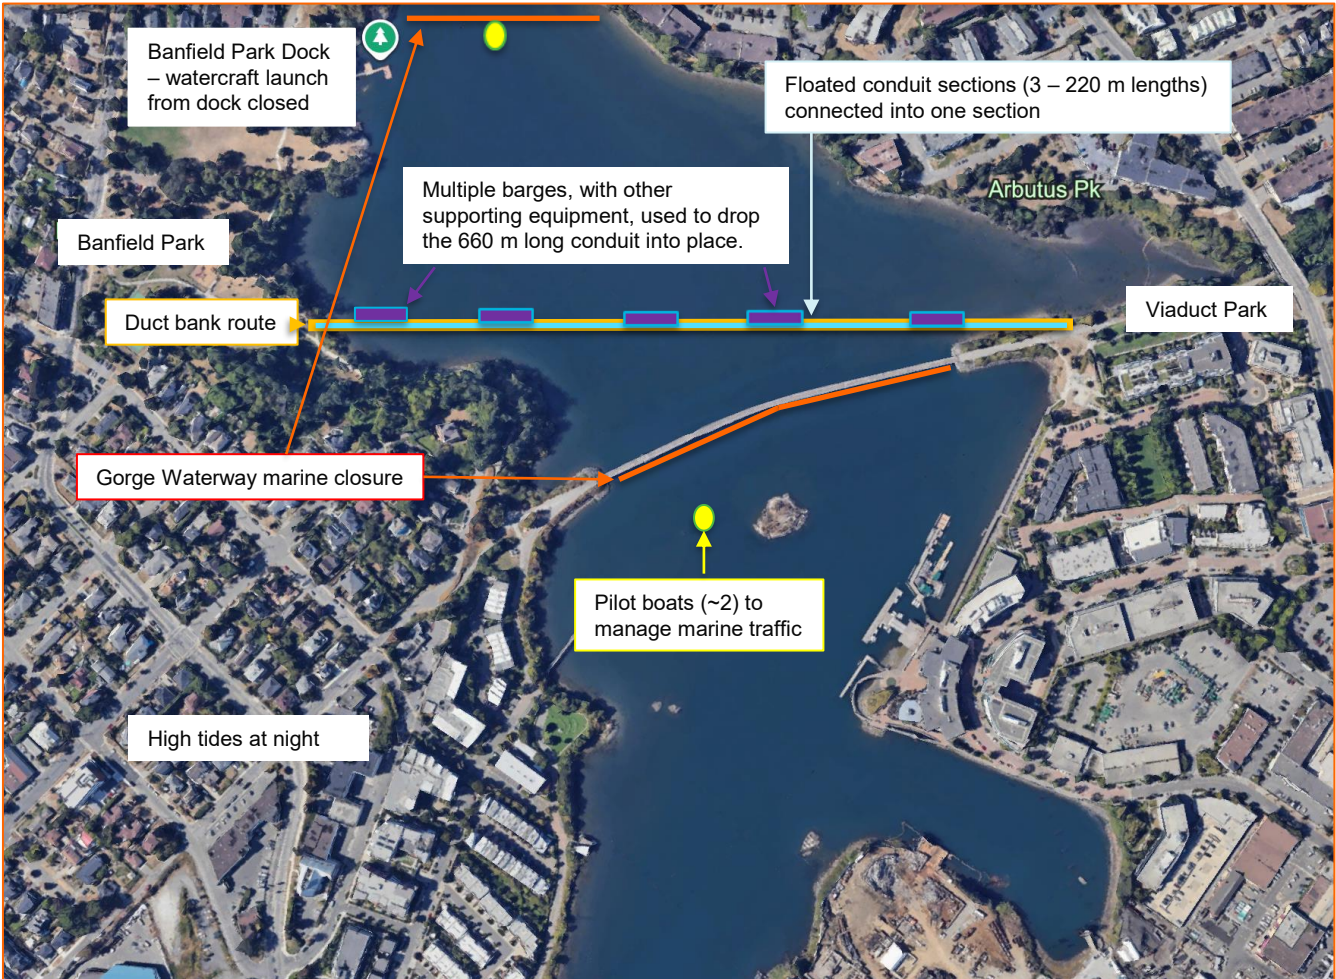 Banfield Park Dock
– watercraft launch
from dock closed
Floated conduit sections (3 – 220 m lengths)
connected into one section
Multiple barges, with other
supporting equipment, used to drop
the 660 m long conduit into place.
Arbutus Pk
Banfield Park
Duct bank route
Viaduct Park
Gorge Waterway marine closure
Pilot boats (~2) to
manage marine traffic
High tides at night